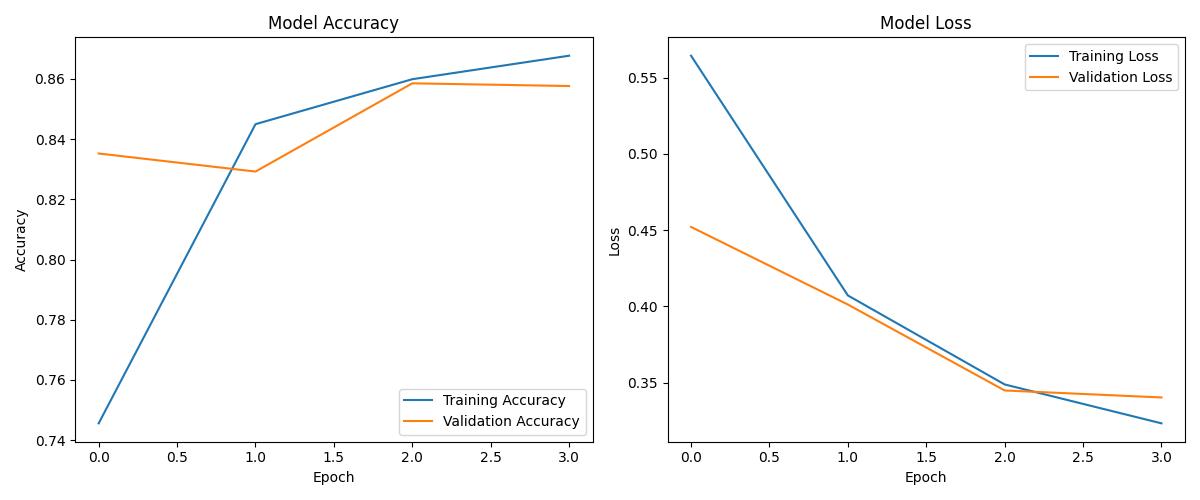 Model Accuracy
0.86
0.84
0.82
0.80
0.78
0.76
0.74
Accuracy
0.0 0.5 1.0 1.5 2.0 2.5 3.0
Epoch
Training Accuracy
Validation Accuracy
Model Loss
0.55
0.50
0.45
0.40
0.35
Loss
0.0 0.5 1.0 1.5 2.0 2.5 3.0
Epoch
Training Loss
Validation Loss